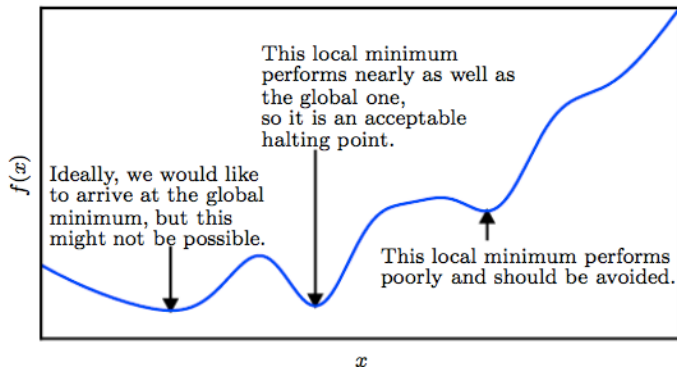 This local minimum
performs nearly as well as
the global one,
so it is an acceptable
halting point.
Ideally, we would like
to arrive at the global
minimum, but this
might not be possible.
This local minimum performs
poorly and should be avoided.
f(x)
x